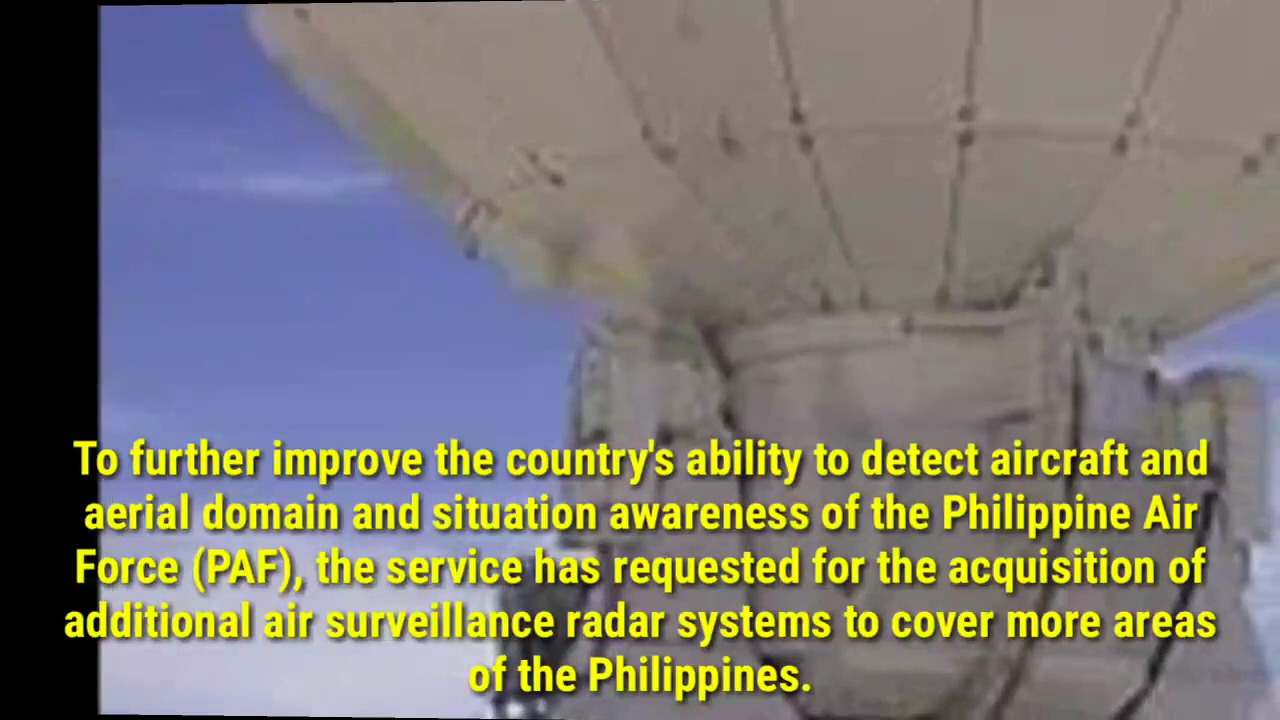 To further improve the country's ability to detect aircraft and
aerial domain and situation awareness of the Philippine Air
Force (PAF), the service has requested for the acquisition of
additional air surveillance radar systems to cover more areas
of the Philippines.